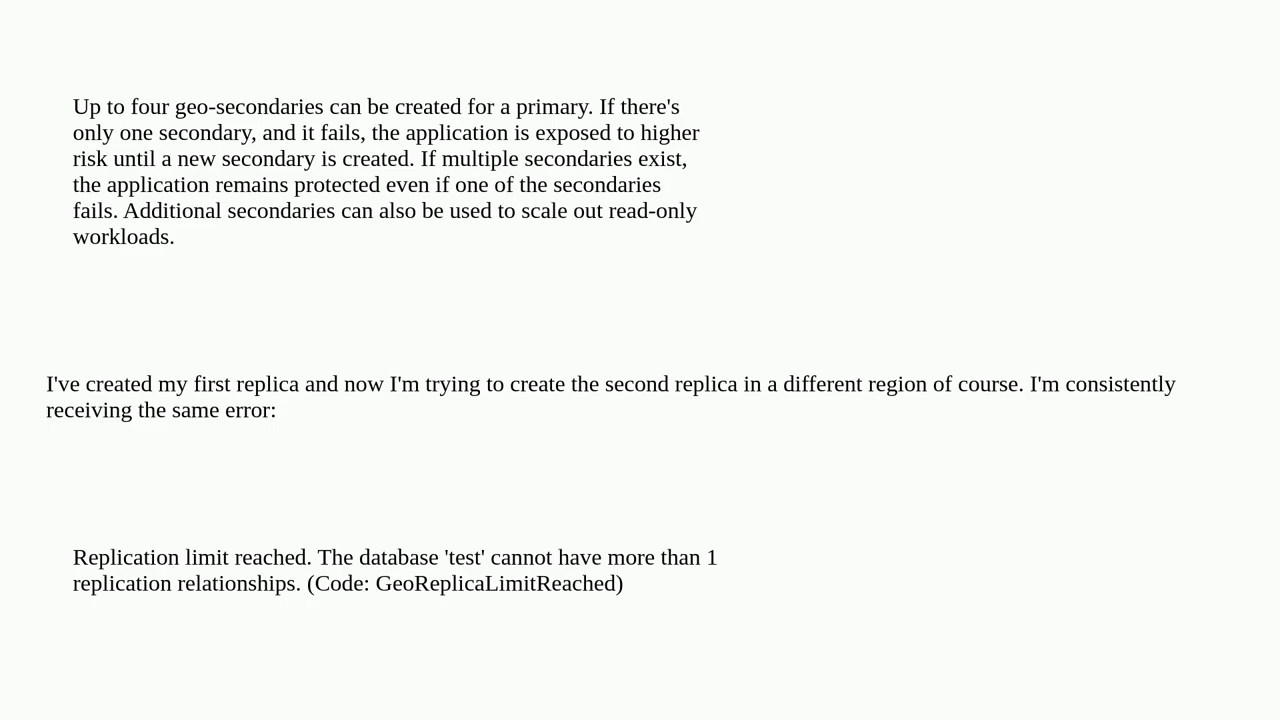 Up to four geo-secondaries can be created for a primary. If there's
only one secondary, and it fails, the application is exposed to higher
risk until a new secondary is created. If multiple secondaries exist,
the application remains protected even if one of the secondaries
fails. Additional secondaries can also be used to scale out read-only
workloads.
I've created my first replica and now I'm trying to create the second replica in a different region of course. I'm consistently
receiving the same error:
Replication limit reached. The database 'test' cannot have more than 1
replication relationships. (Code: GeoReplicaLimitReached)